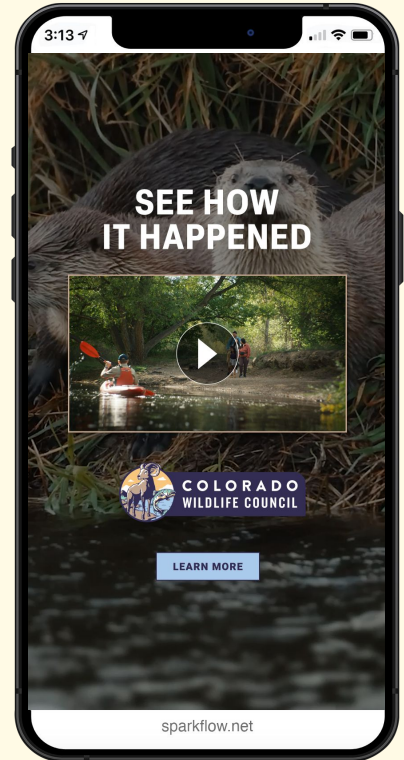 3:13
SEE HOW
IT HAPPENED
COLORADO
WILDLIFE COUNCIL
LEARN MORE
sparkflow.net